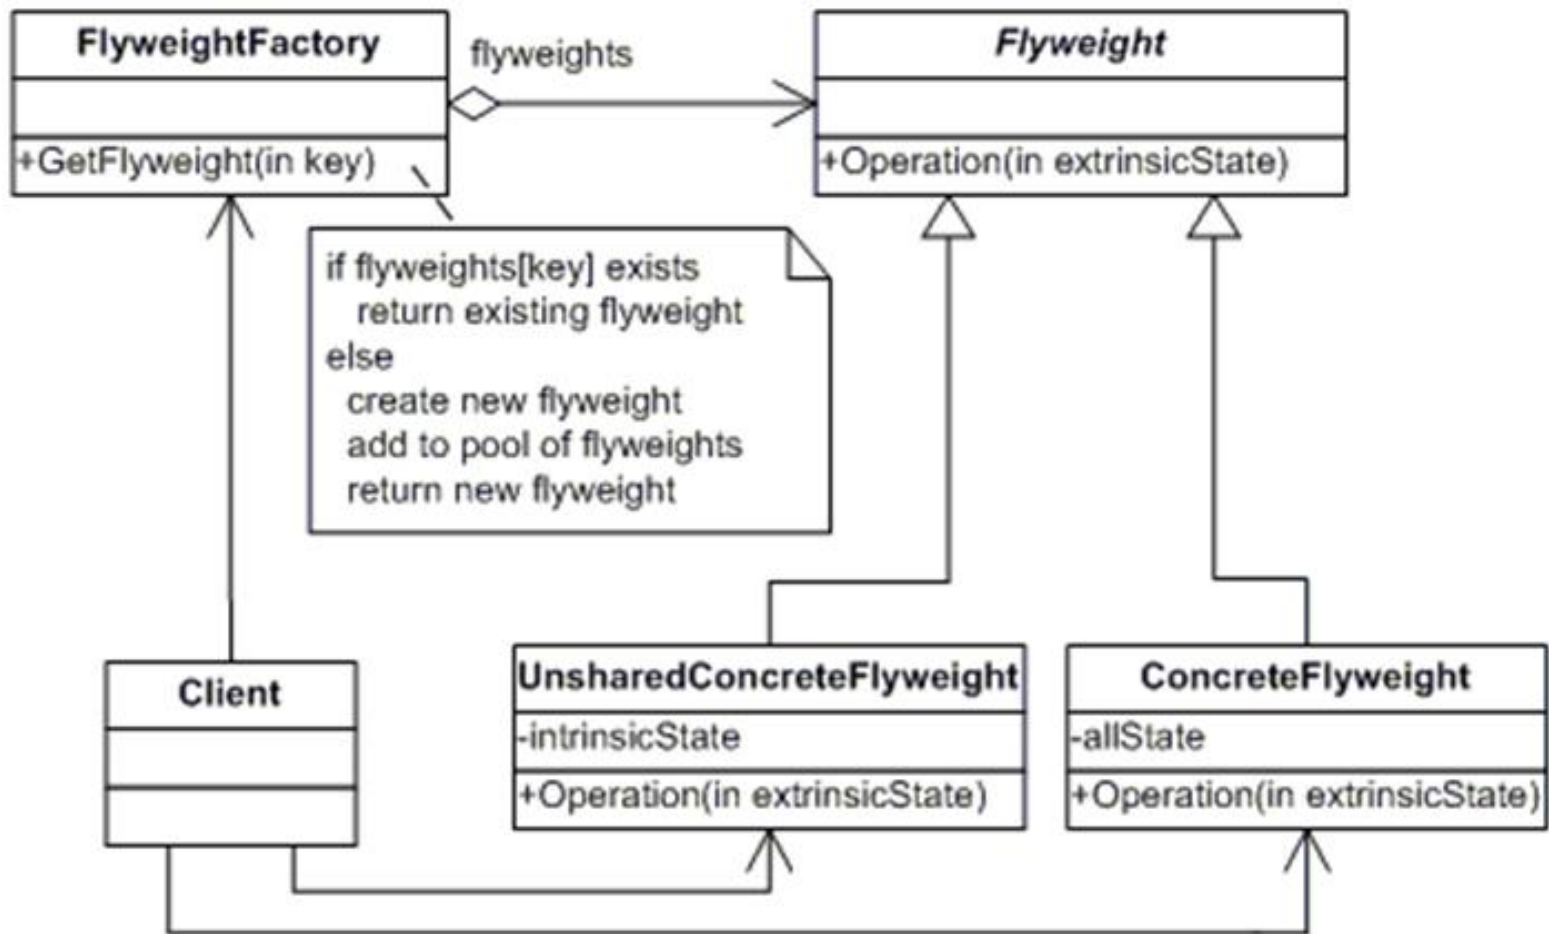 FlyweightFactory
+GetFlyweight(in key)
flyweights
Flyweight
+Operation(in extrinsicState)
if flyweights[key] exists
return existing flyweight
else
create new flyweight
add to pool of flyweights
return new flyweight
Client
UnsharedConcreteFlyweight
-intrinsicState
+Operation(in extrinsicState)
ConcreteFlyweight
-allState
+Operation(in extrinsicState)